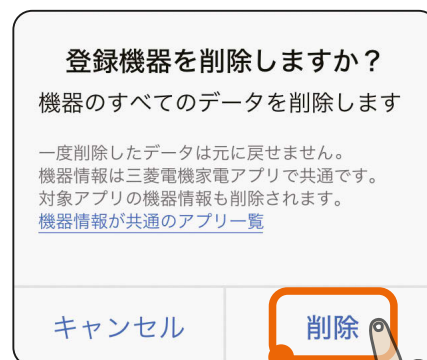 登録機器を削除しますか？
機器のすべてのデータを削除します
一度削除したデータは元に戻せません。
機器情報は三菱電機家電アプリで共通です。
対象アプリの機器情報も削除されます。
機器情報が共通のアプリ一覧
キャンセル
削除